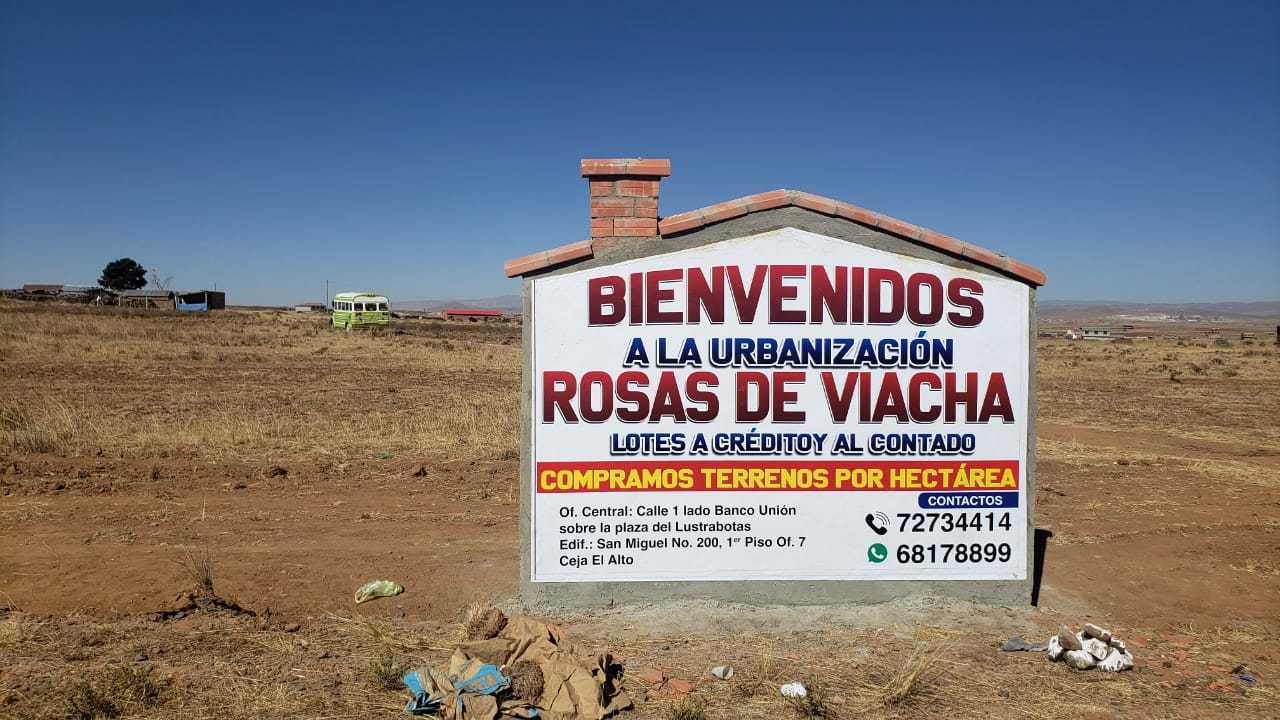 BIENVENIDOS
A LA URBANIZACIÓN
ROSAS DE VIACHA
LOTES A CRÉDITOY AL CONTADO
COMPRAMOS TERRENOS POR HECTÁREA
CONTACTOS
Of. Central: Calle 1 lado Banco Unión
sobre la plaza del Lustrabotas
Edif.: San Miguel No. 200, 1er Piso Of. 7
Ceja El Alto
72734414
68178899